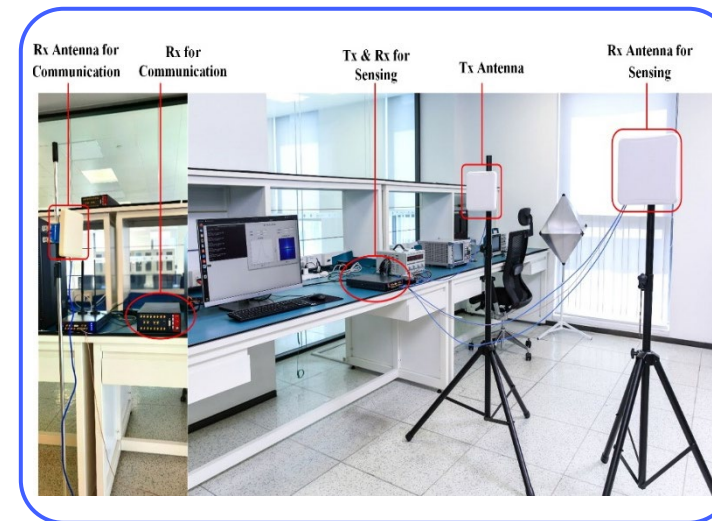 Rx Antenna for
Communication
Rx for
Communication
Tx & Rx for
Sensing
Tx Antenna
Rx Antenna for
Sensing